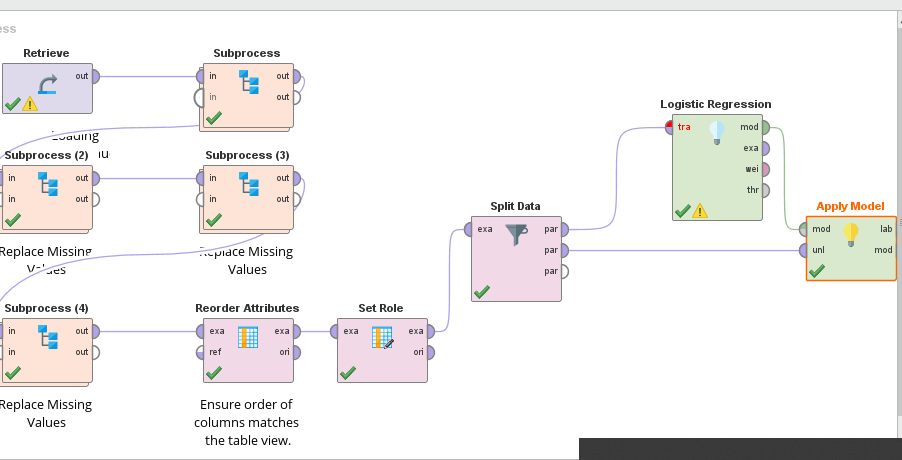 ess
Retrieve
out
Subprocess
in
out
in
out
Loading
Subprocess (2)
in
out
in
out
Replace Missing
Values
Subprocess (3)
in
out
in
out
Replace Missing
Values
Subprocess (4)
in
out
in
out
Replace Missing
Values
Reorder Attributes
exa
exa
ref
ori
Ensure order of
columns matches
the table view.
Set Role
exa
exa
ori
Split Data
exa
par
par
par
Logistic Regression
tra
mod
exa
wei
thr
Apply Model
mod
lab
unl
mod